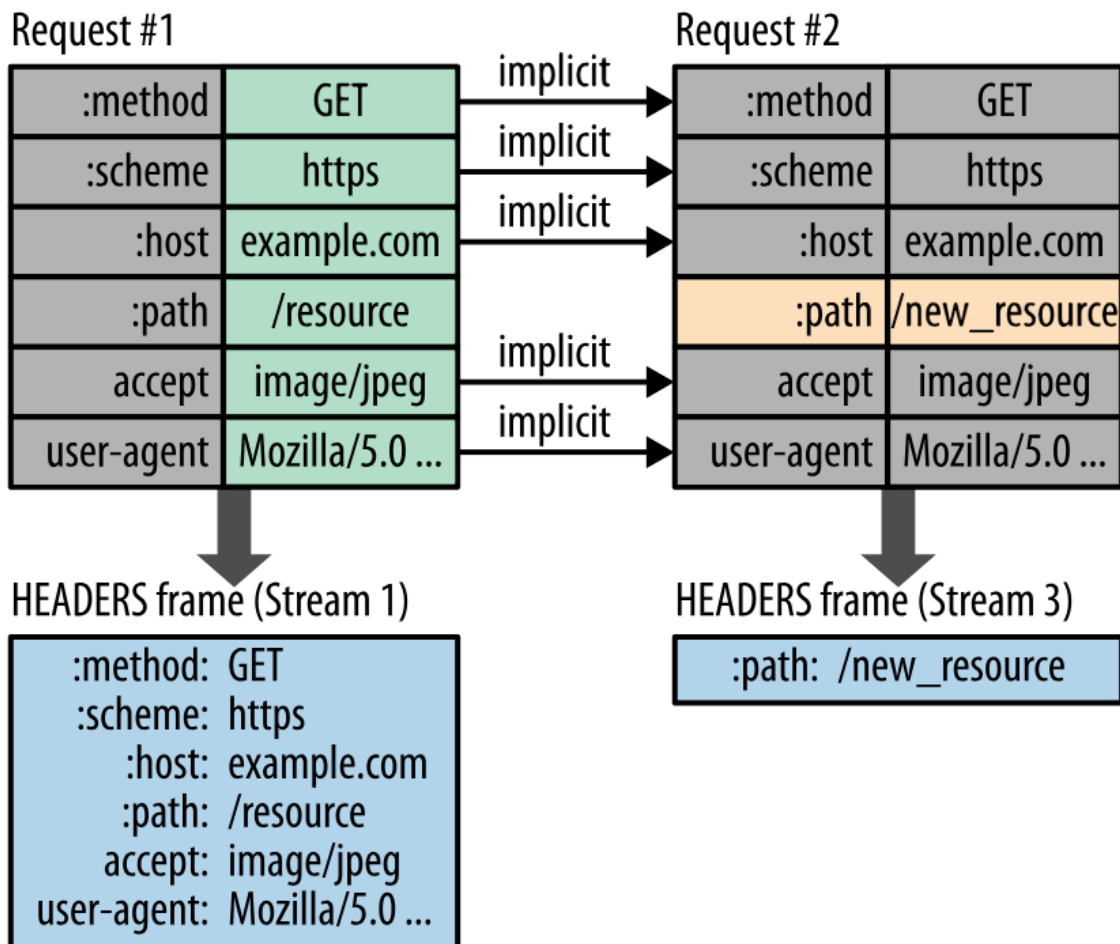 Request #1
:method GET
:scheme https
:host example.com
:path /resource
accept image/jpeg
user-agent Mozilla/5.0 ...
implicit
implicit
implicit
implicit
implicit
Request #2
:method GET
:scheme https
:host example.com
:path /new_resource
accept image/jpeg
user-agent Mozilla/5.0 ...
HEADERS frame (Stream 1)
:method: GET
:scheme: https
:host: example.com
:path: /resource
accept: image/jpeg
user-agent: Mozilla/5.0 ...
HEADERS frame (Stream 3)
:path: /new_resource